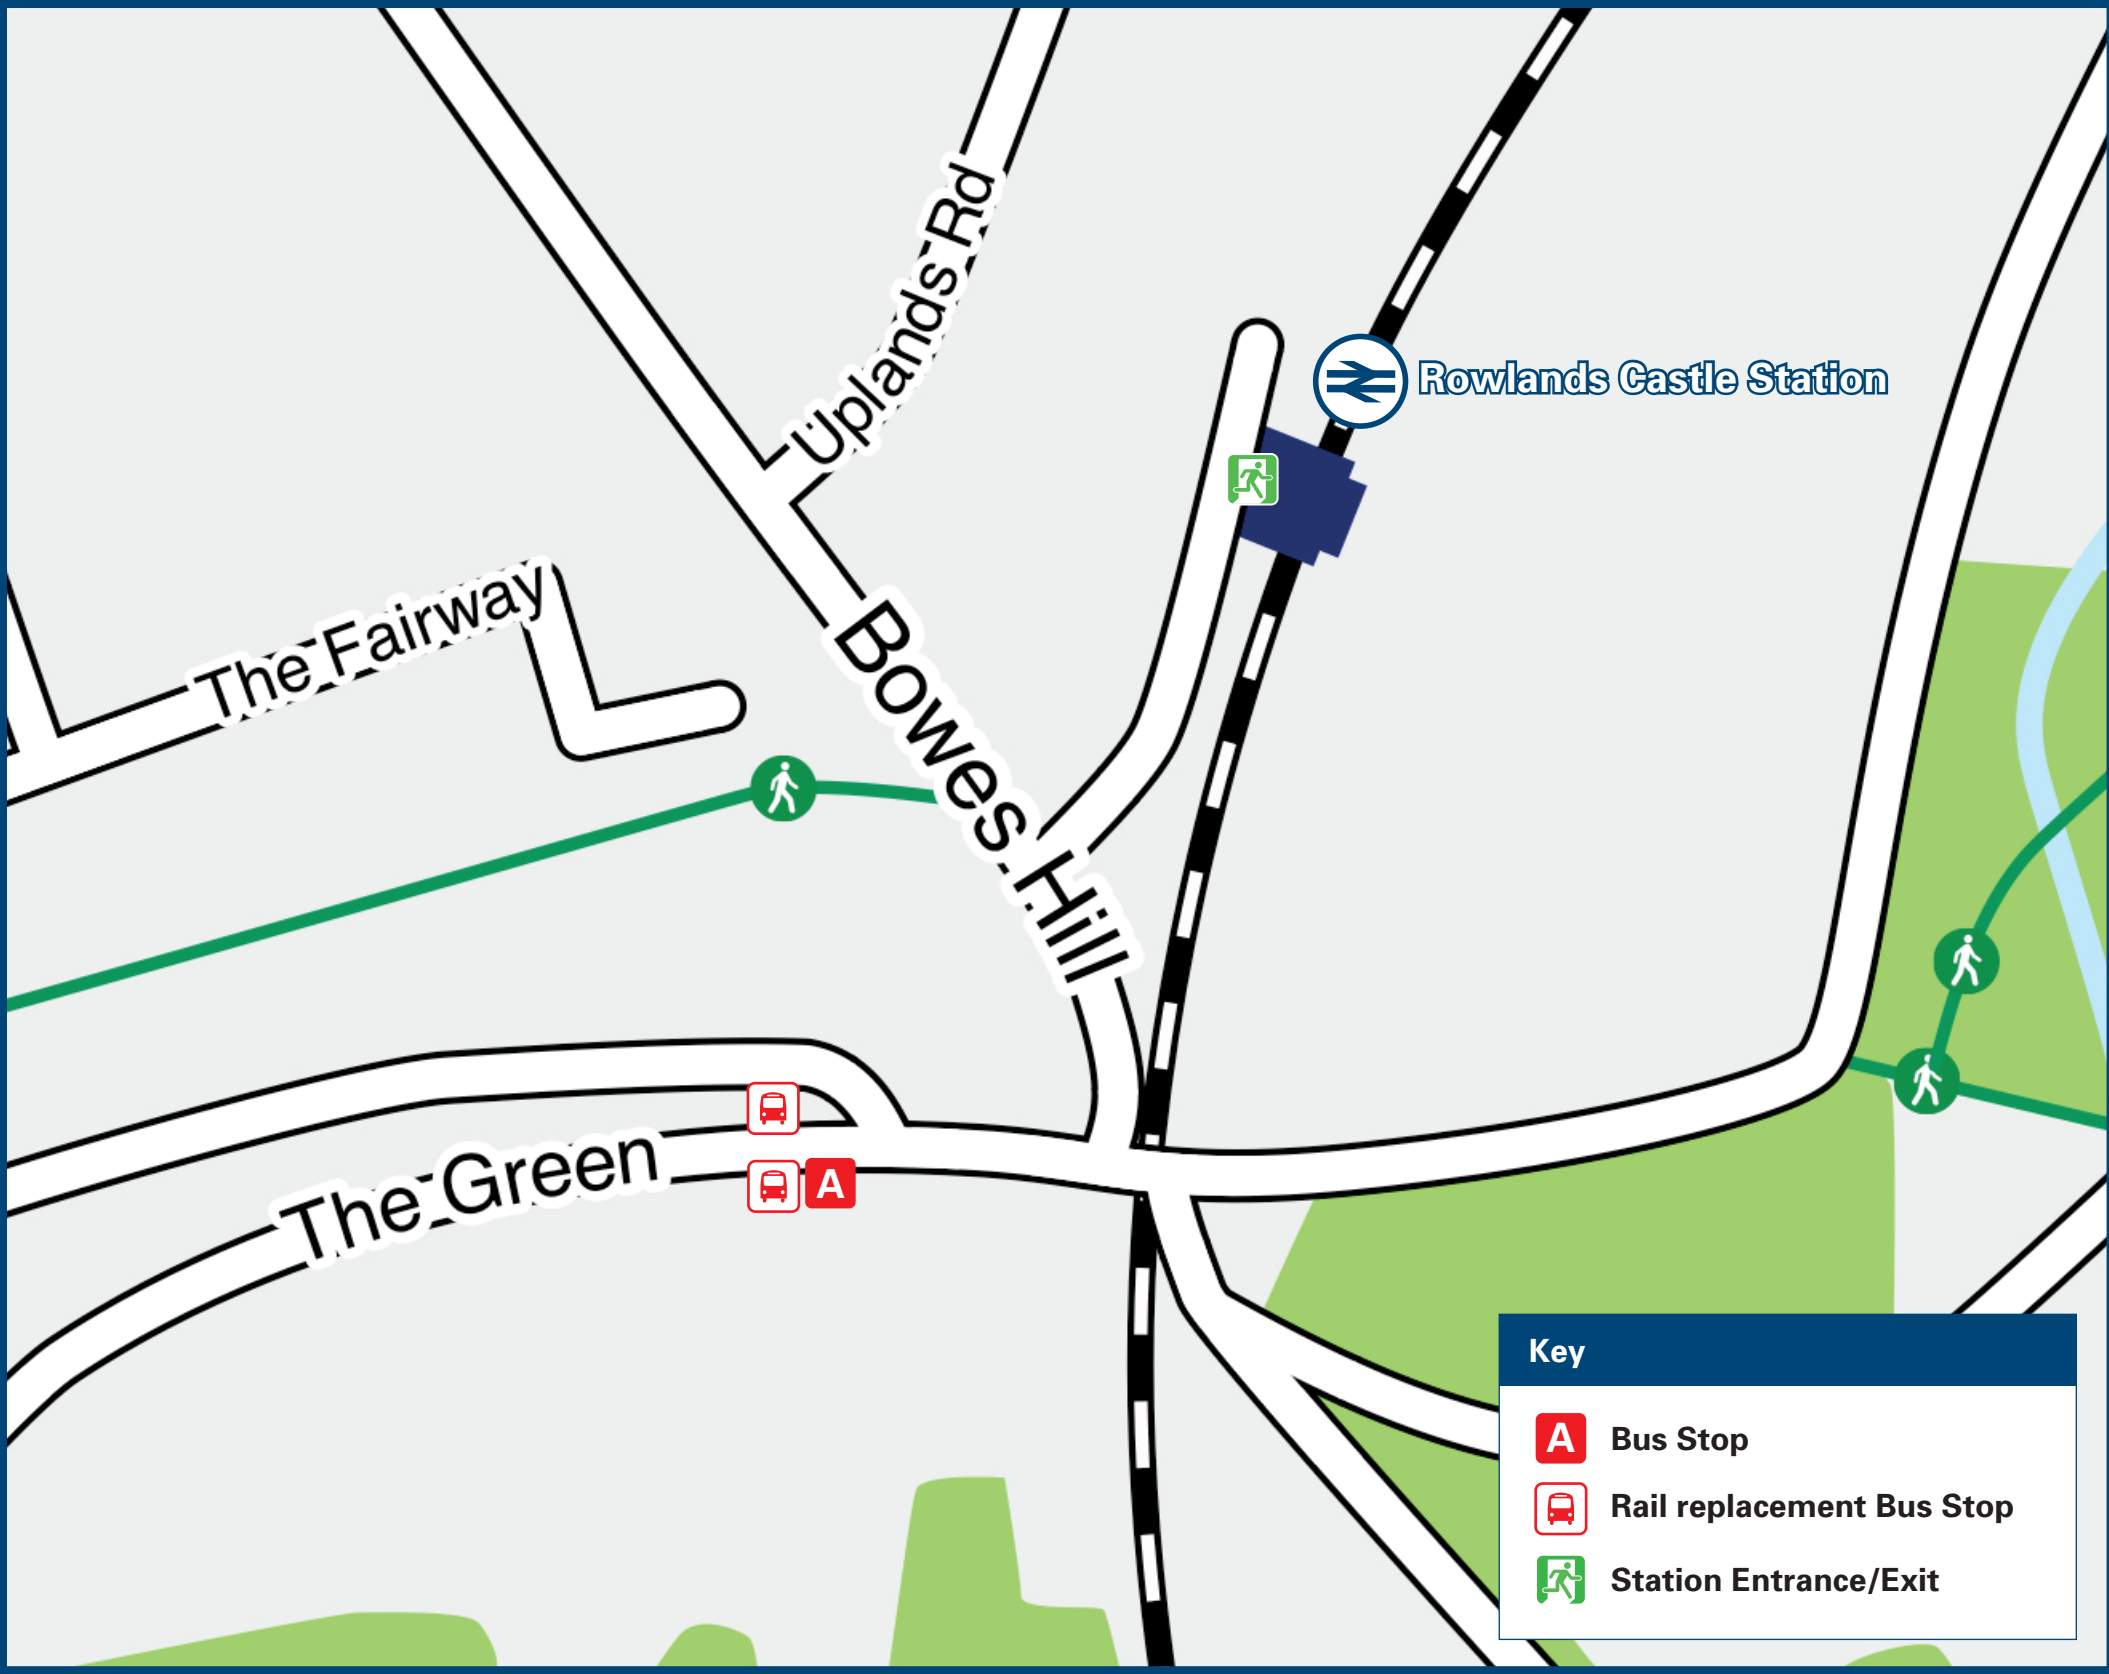 Uplands Rd
Rowlands Castle Station
The Fairway
Bowes Hill
The Green
A
Key
A Bus Stop
Rail replacement Bus Stop
Station Entrance/Exit